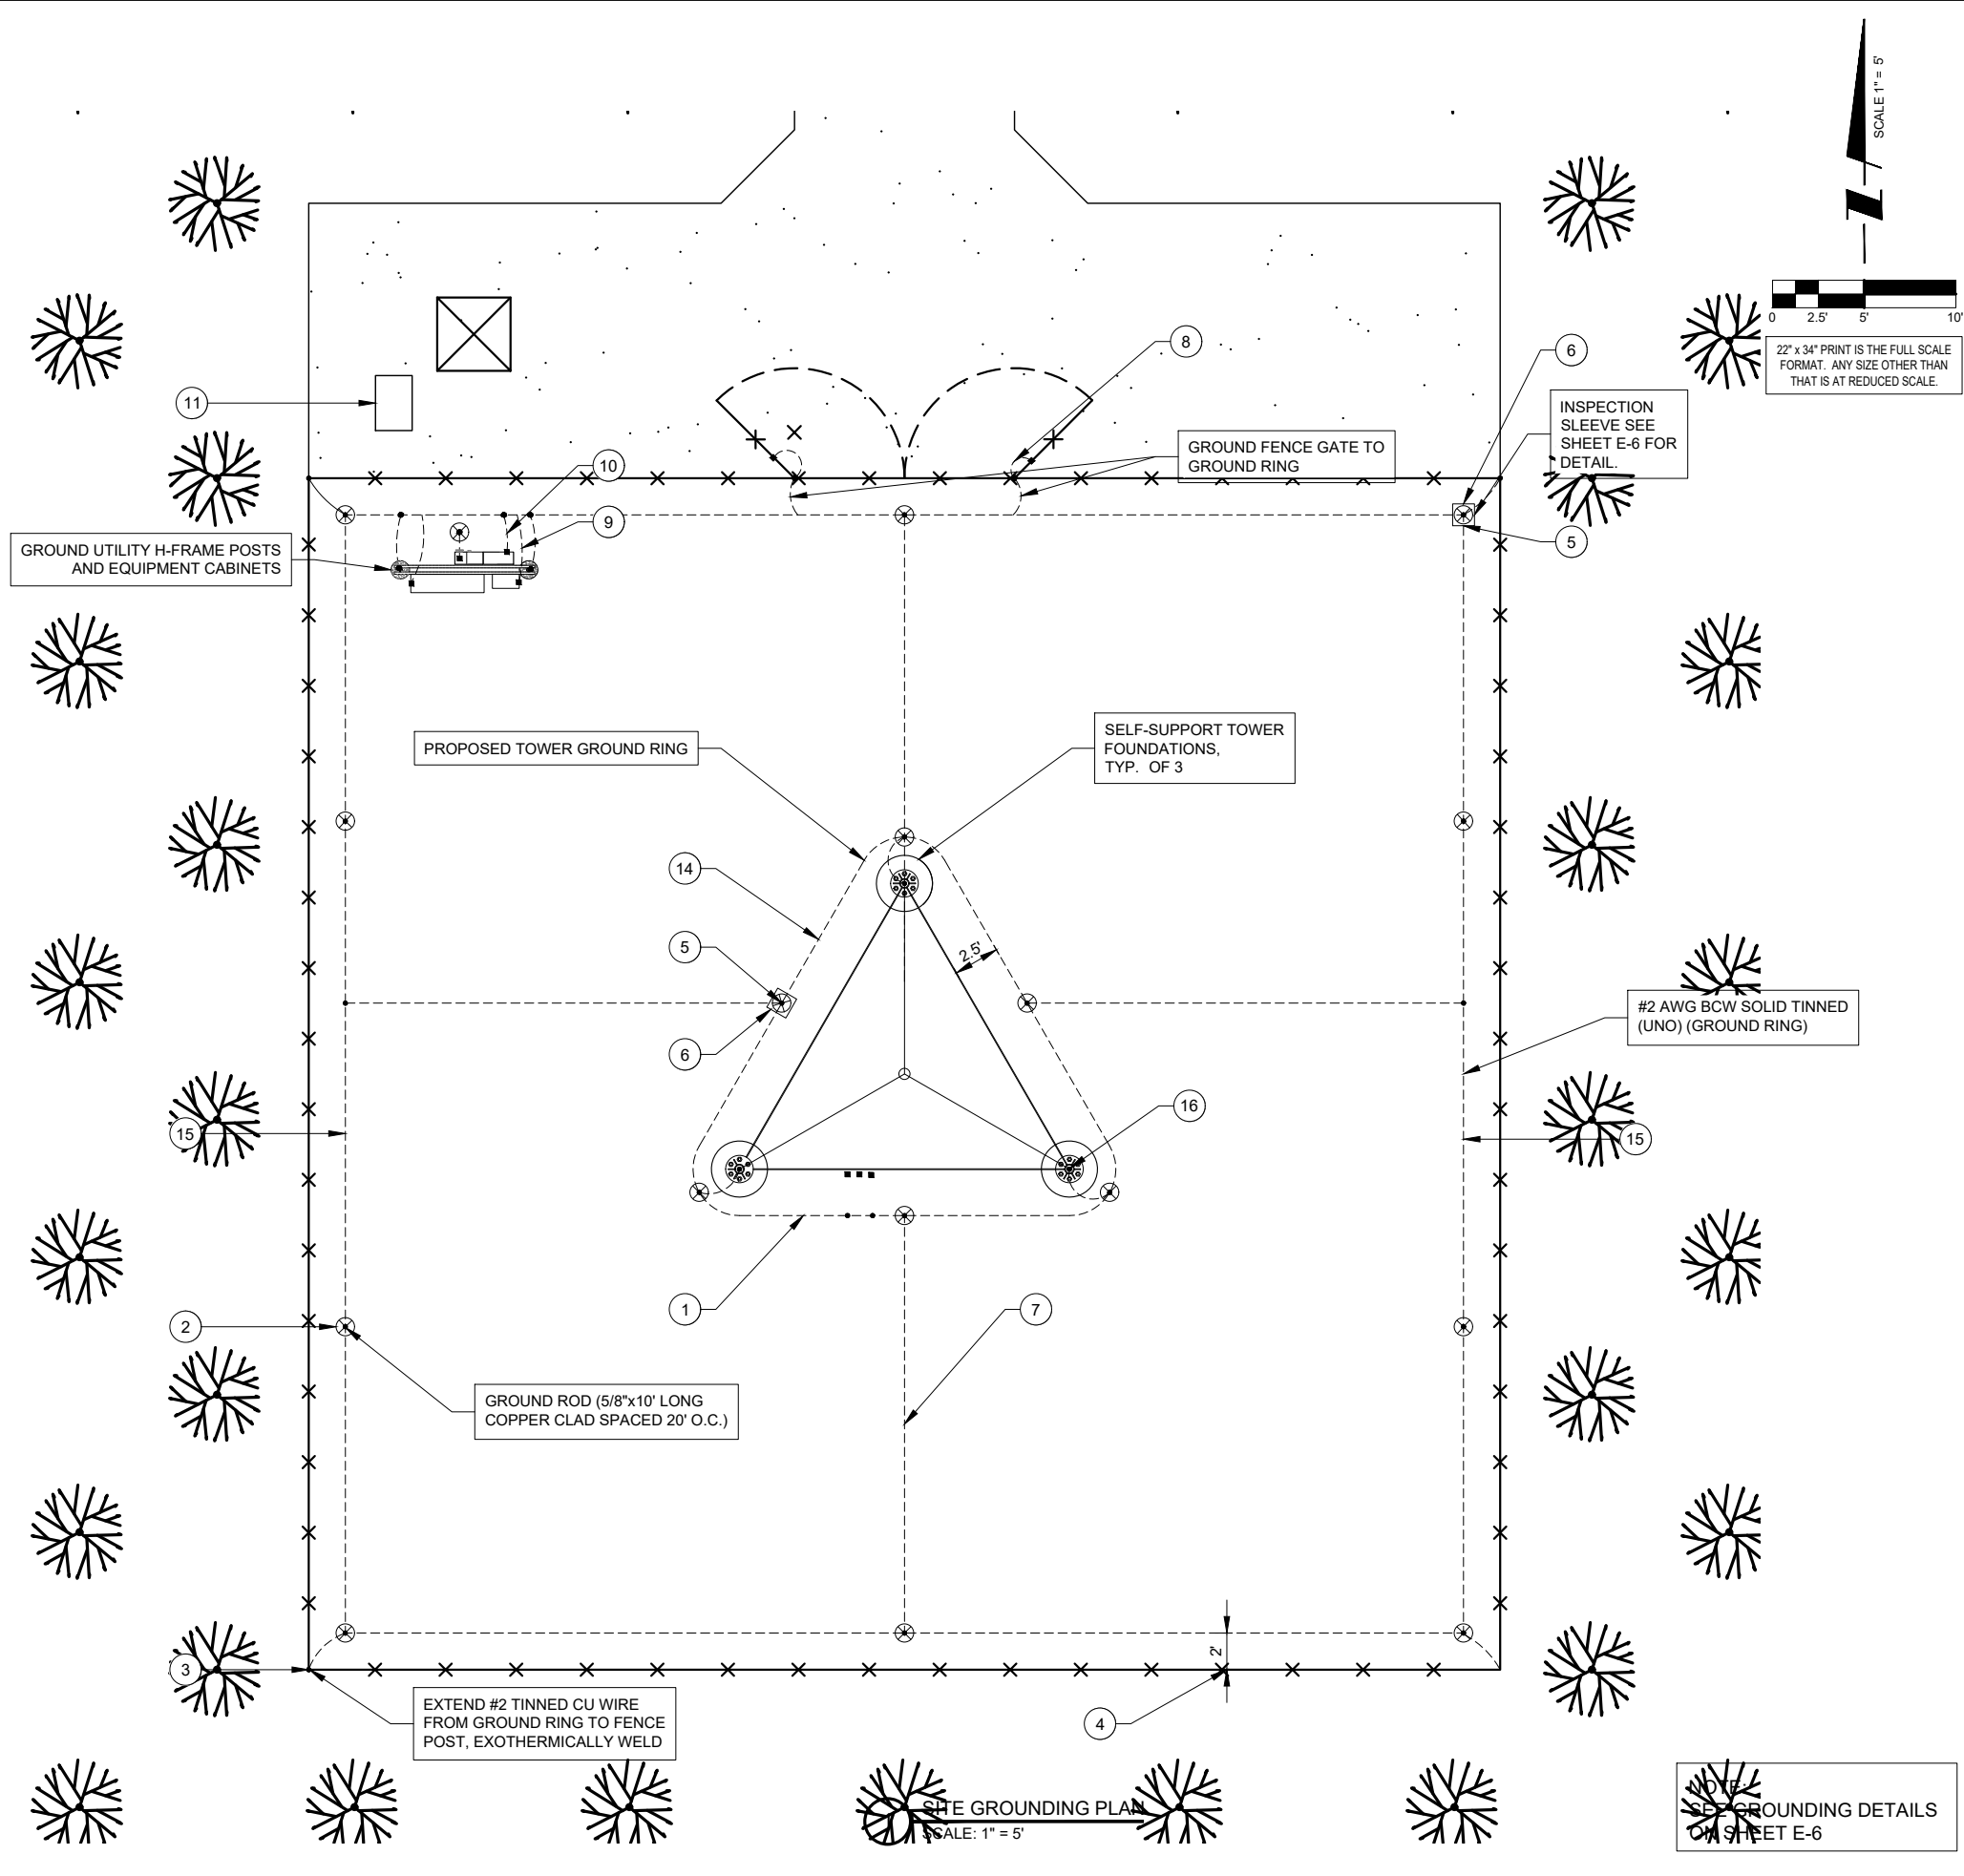 SCALE 1" = 5'
0 2.5' 5' 10'
22" x 34" PRINT IS THE FULL SCALE
FORMAT. ANY SIZE OTHER THAN
THAT IS AT REDUCED SCALE.
8
6
11
INSPECTION
SLEEVE SEE
SHEET E-6 FOR
DETAIL.
GROUND FENCE GATE TO
GROUND RING
10
9
5
GROUND UTILITY H-FRAME POSTS
AND EQUIPMENT CABINETS
PROPOSED TOWER GROUND RING
SELF-SUPPORT TOWER
FOUNDATIONS,
TYP. OF 3
14
5
2.5'
6
#2 AWG BCW SOLID TINNED
(UNO) (GROUND RING)
16
15
15
1
7
2
GROUND ROD (5/8"x10' LONG
COPPER CLAD SPACED 20' O.C.)
2'
3
EXTEND #2 TINNED CU WIRE
FROM GROUND RING TO FENCE
POST, EXOTHERMICALLY WELD
4
SITE GROUNDING PLAN
SCALE: 1" = 5'
NOTE:
SEE GROUNDING DETAILS
ON SHEET E-6